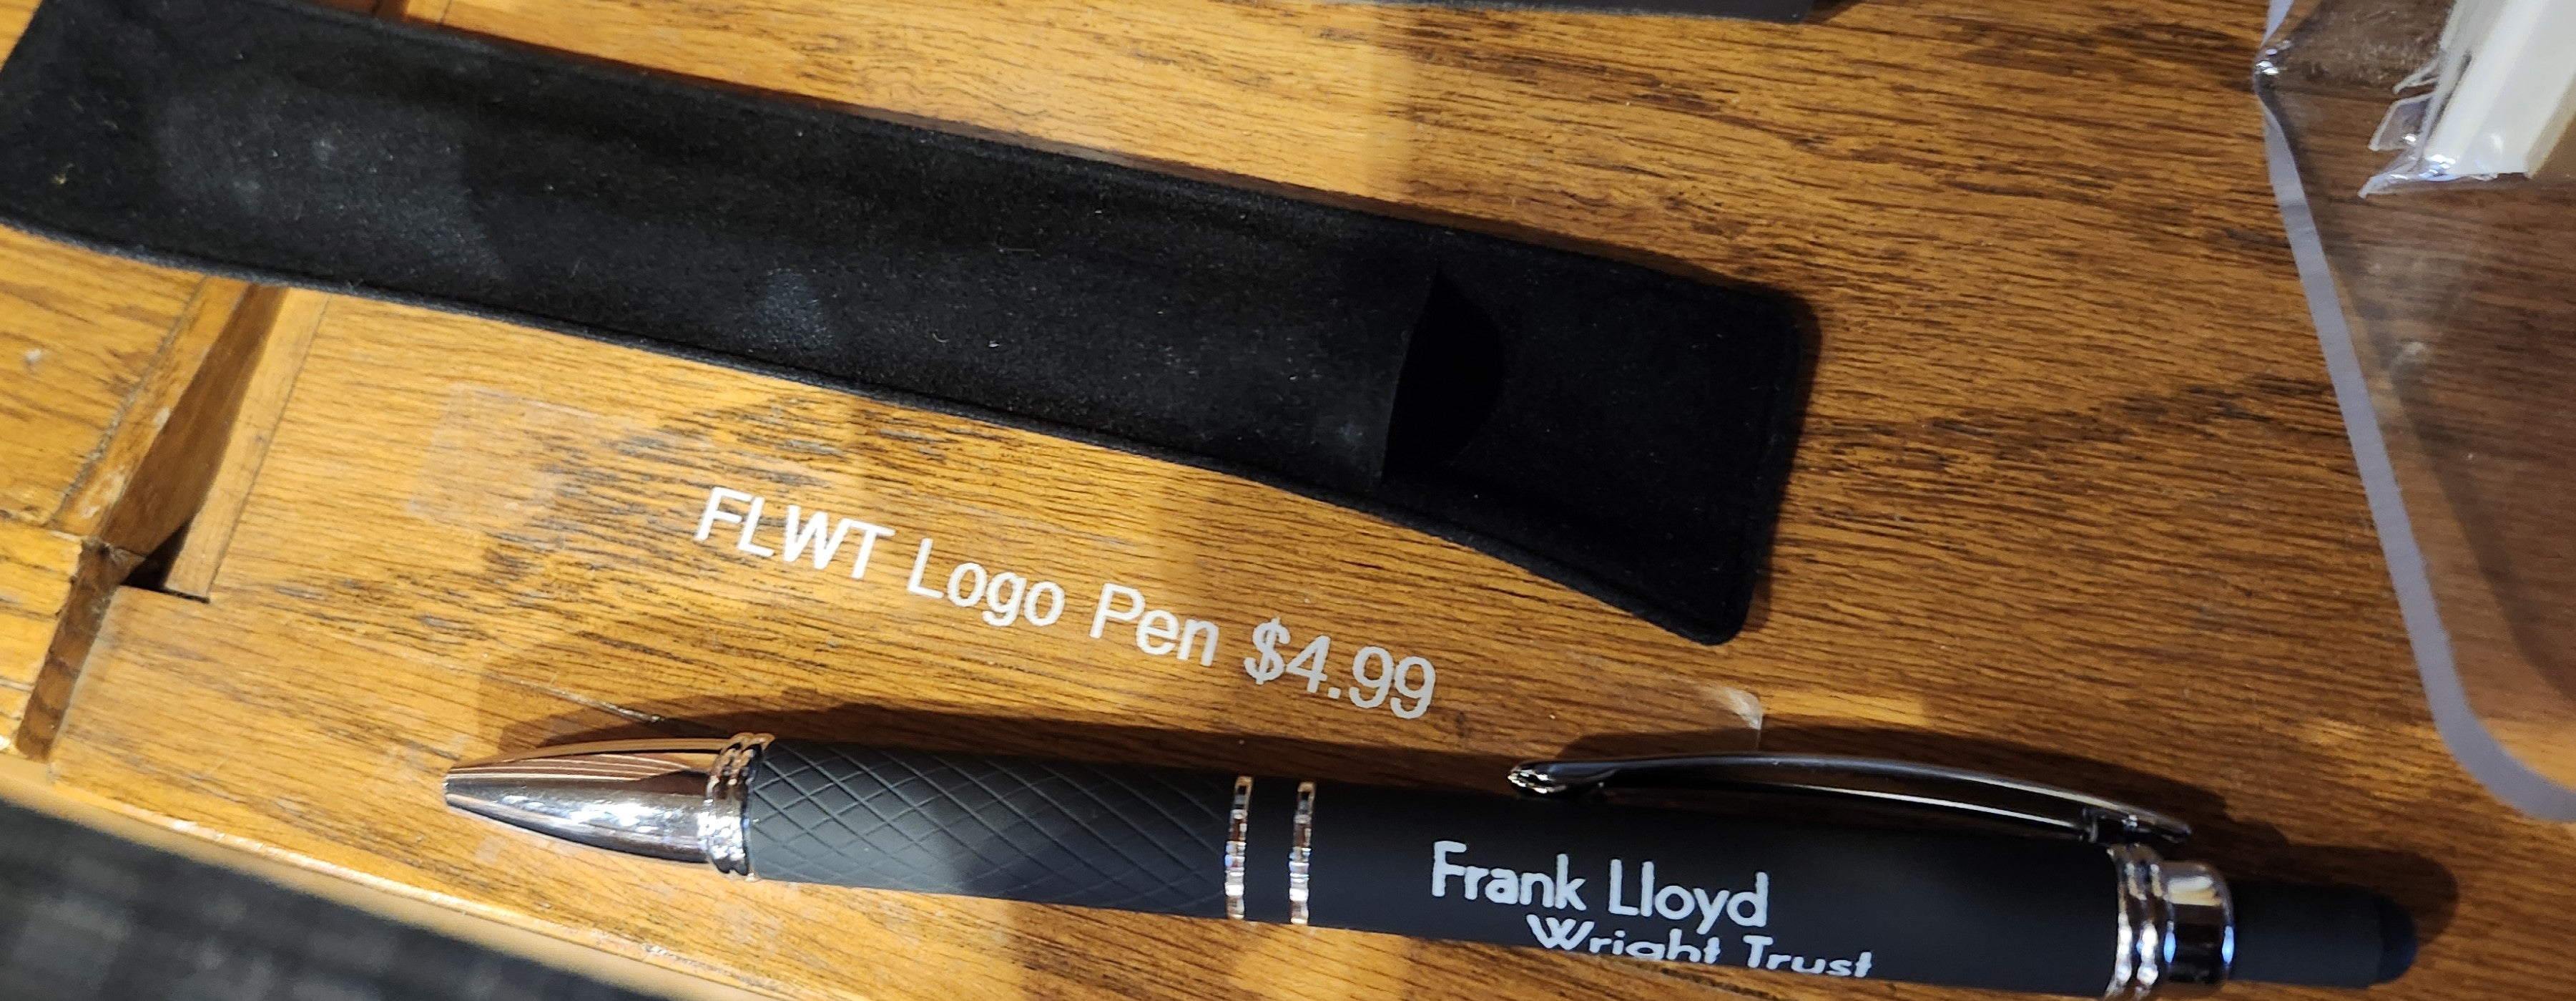 FLWT Logo Pen $4.99
Frank Lloyd
Wright Trust